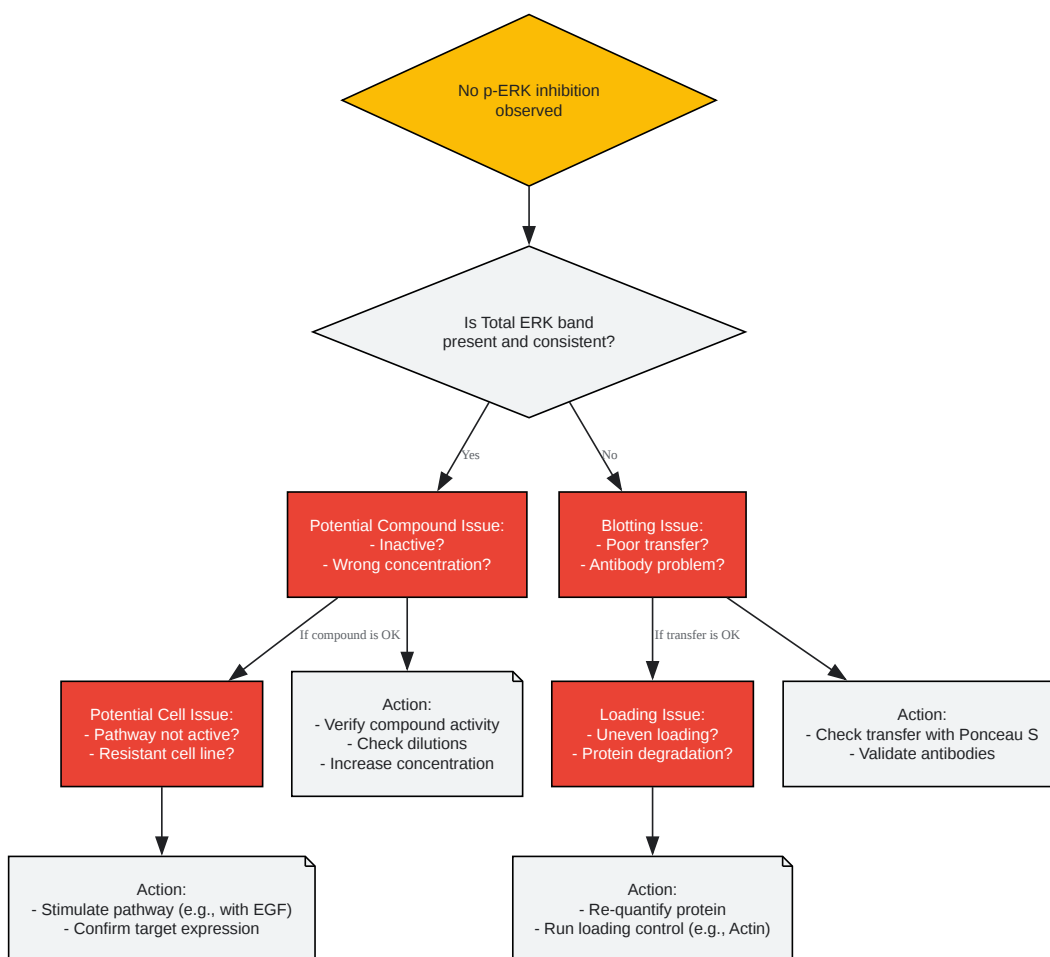 No p-ERK inhibition
observed
Is Total ERK band
present and consistent?
Yes
No
Potential Compound Issue:
- Inactive?
- Wrong concentration?
Blotting Issue:
- Poor transfer?
- Antibody problem?
If compound is OK
If transfer is OK
Potential Cell Issue:
- Pathway not active?
- Resistant cell line?
Action:
- Verify compound activity
- Check dilutions
- Increase concentration
Loading Issue:
- Uneven loading?
- Protein degradation?
Action:
- Check transfer with Ponceau S
- Validate antibodies
Action:
- Stimulate pathway (e.g., with EGF)
- Confirm target expression
Action:
- Re-quantify protein
- Run loading control (e.g., Actin)